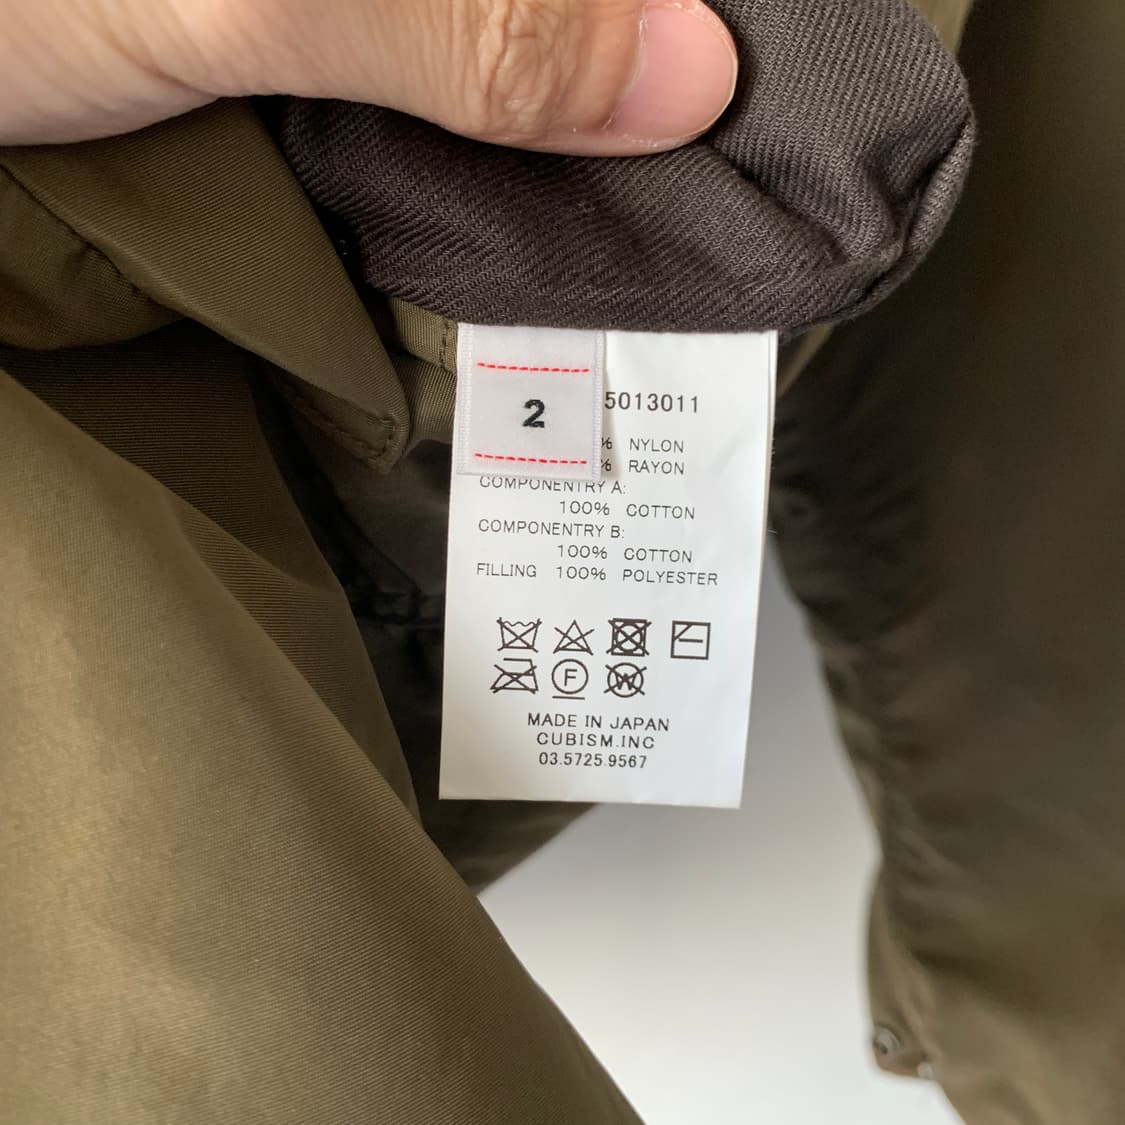 2
5013011
% NYLON
% RAYON
COMPONENTRY A:
100% COTTON
COMPONENTRY B:
100% COTTON
FILLING 100% POLYESTER
F
W
MADE IN JAPAN
CUBISM.INC
03.5725.9567